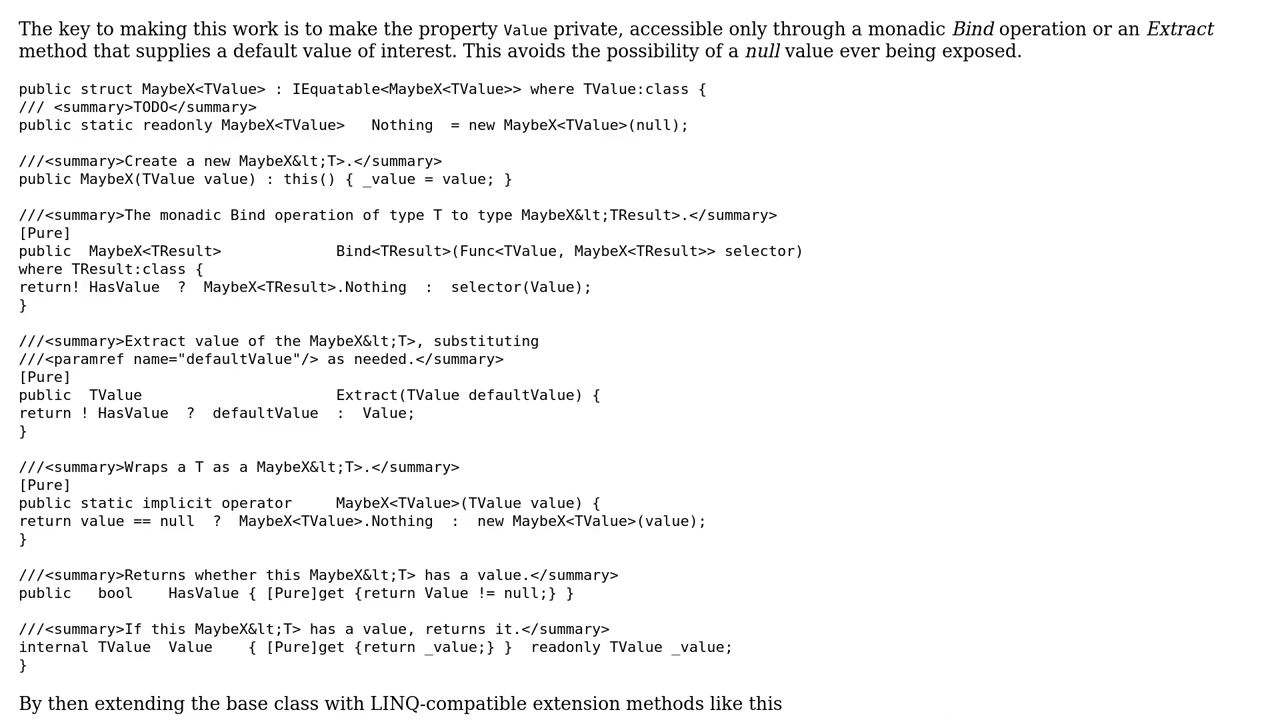 The key to making this work is to make the property Value private, accessible only through a monadic Bind operation or an Extract
method that supplies a default value of interest. This avoids the possibility of a null value ever being exposed.
public struct MaybeX<TValue> : IEquatable<MaybeX<TValue>> where TValue:class {
/// <summary>TODO</summary>
public static readonly MaybeX<TValue>   Nothing  = new MaybeX<TValue>(null);
///<summary>Create a new MaybeX&lt;T>.</summary>
public MaybeX(TValue value) : this() { _value = value; }
///<summary>The monadic Bind operation of type T to type MaybeX&lt;TResult>.</summary>
[Pure]
public  MaybeX<TResult>             Bind<TResult>(Func<TValue, MaybeX<TResult>> selector)
where TResult:class {
return! HasValue  ?  MaybeX<TResult>.Nothing  :  selector(Value);
}
///<summary>Extract value of the MaybeX&lt;T>, substituting
///<paramref name="defaultValue"/> as needed.</summary>
[Pure]
public  TValue                      Extract(TValue defaultValue) {
return ! HasValue  ?  defaultValue  :  Value;
}
///<summary>Wraps a T as a MaybeX&lt;T>.</summary>
[Pure]
public static implicit operator     MaybeX<TValue>(TValue value) {
return value == null  ?  MaybeX<TValue>.Nothing  :  new MaybeX<TValue>(value);
}
///<summary>Returns whether this MaybeX&lt;T> has a value.</summary>
public   bool    HasValue { [Pure]get {return Value != null;} }
///<summary>If this MaybeX&lt;T> has a value, returns it.</summary>
internal TValue  Value    { [Pure]get {return _value;} }  readonly TValue _value;
}
By then extending the base class with LINQ-compatible extension methods like this